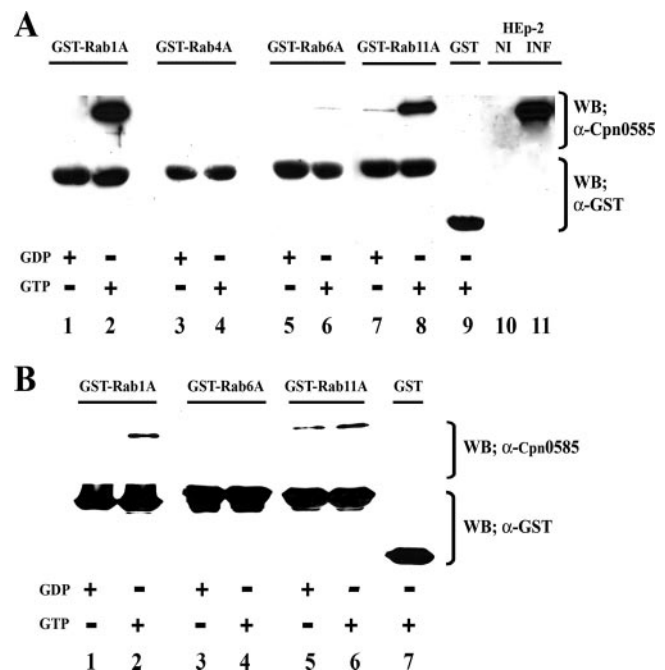 A
HEp-2
GST-Rab1A GST-Rab4A GST-Rab6A GST-Rab11A GST NI INF
WB;
α-Cpn0585
WB;
α-GST
GDP + - + - + - + - -
GTP - + - + - + - + +
1 2 3 4 5 6 7 8 9 10 11
B
GST-Rab1A GST-Rab6A GST-Rab11A GST
WB; α-Cpn0585
WB; α-GST
GDP + - + - + - -
GTP - + - + - + +
1 2 3 4 5 6 7